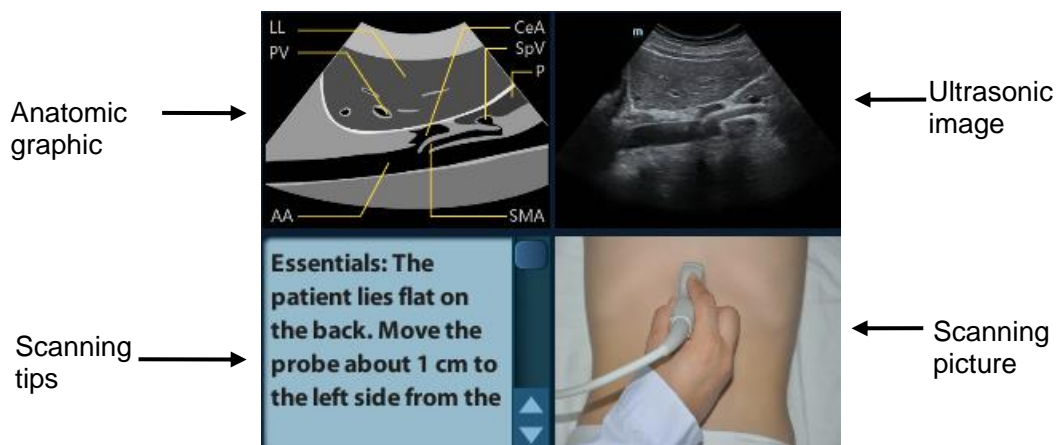 LL
CeA
SpV
PV
P
m
Anatomic
graphic
Ultrasonic
image
AA
SMA
Essentials: The
patient lies flat on
the back. Move the
probe about 1 cm to
the left side from the
Scanning
tips
Scanning
picture